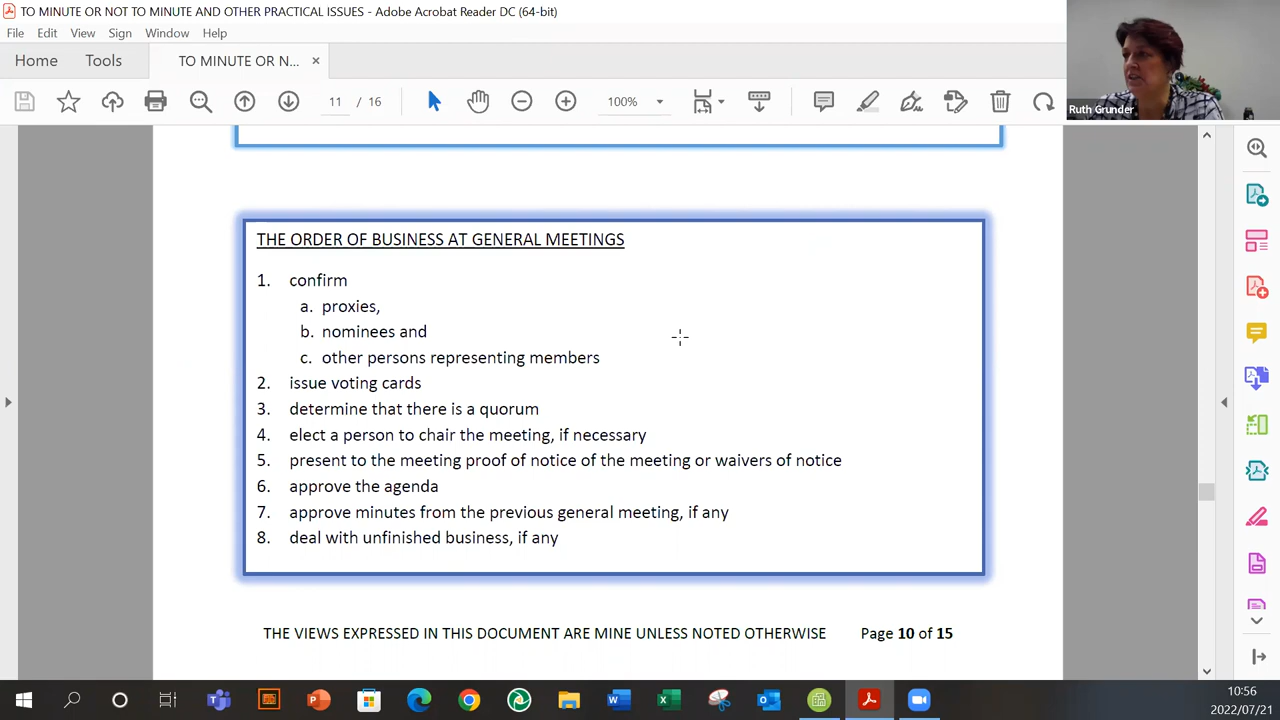 TO MINUTE OR NOT TO MINUTE AND OTHER PRACTICAL ISSUES - Adobe Acrobat Reader DC (64-bit)
File Edit View Sign Window Help
Home Tools TO MINUTE OR N... ×
11 / 16 100%
Ruth Grunder
THE ORDER OF BUSINESS AT GENERAL MEETINGS
1. confirm
a. proxies,
b. nominees and
c. other persons representing members
2. issue voting cards
3. determine that there is a quorum
4. elect a person to chair the meeting, if necessary
5. present to the meeting proof of notice of the meeting or waivers of notice
6. approve the agenda
7. approve minutes from the previous general meeting, if any
8. deal with unfinished business, if any
THE VIEWS EXPRESSED IN THIS DOCUMENT ARE MINE UNLESS NOTED OTHERWISE Page 10 of 15
10:56
2022/07/21